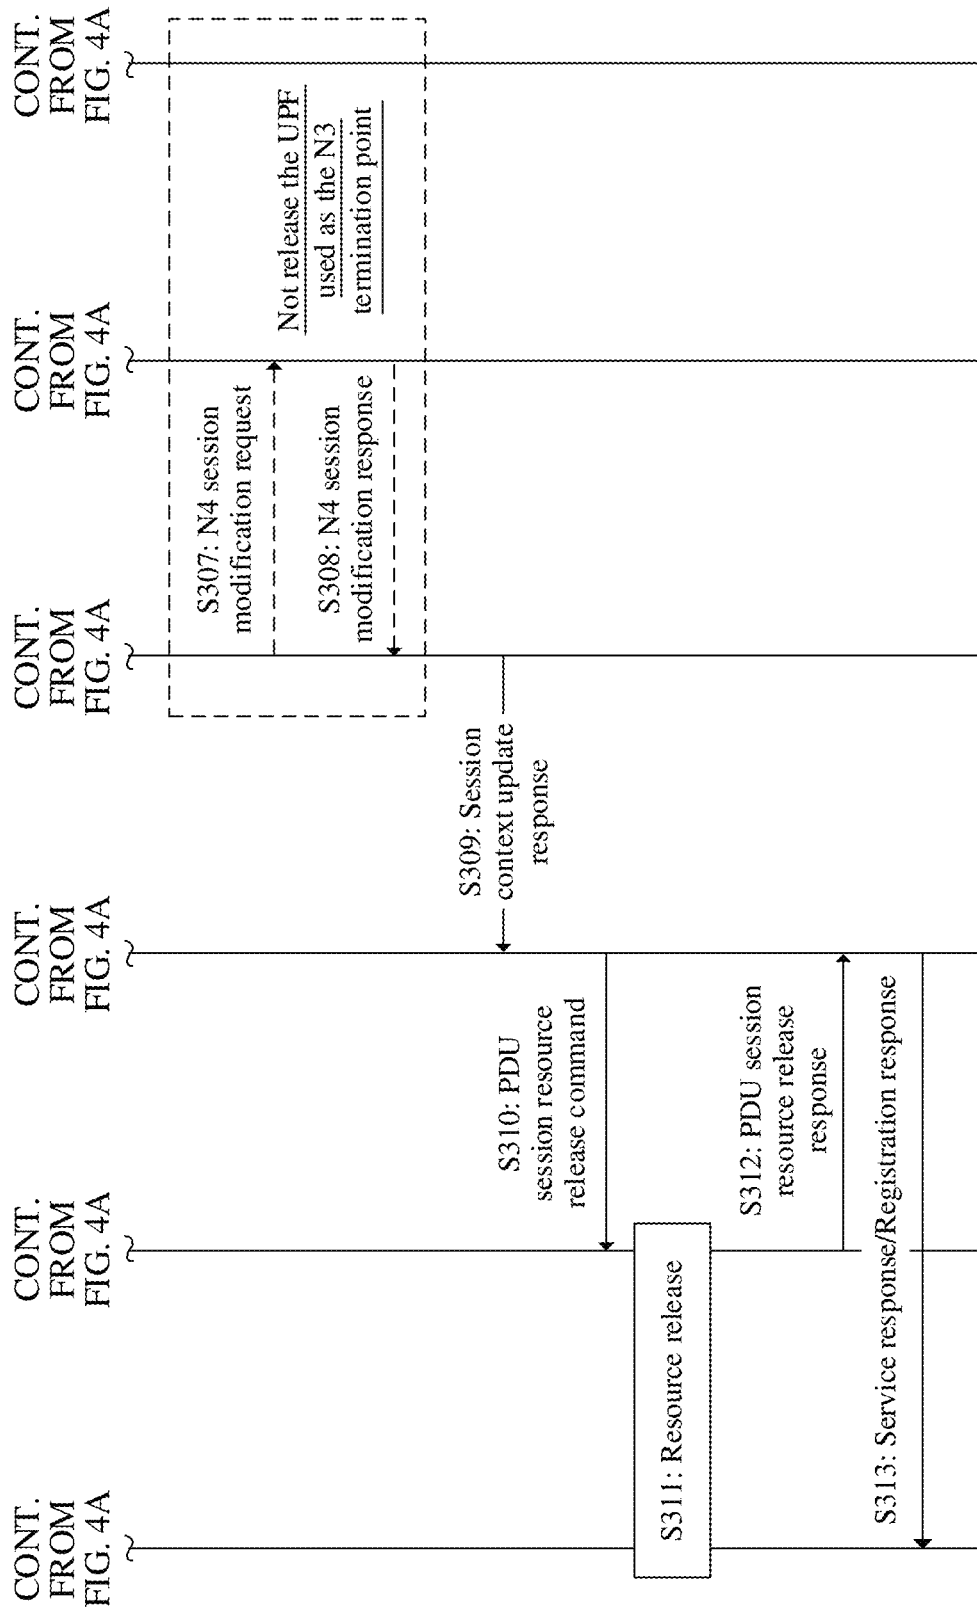 CONT.
FROM
FIG. 4A
CONT.
FROM
FIG. 4A
CONT.
FROM
FIG. 4A
CONT.
FROM
FIG. 4A
CONT.
FROM
FIG. 4A
CONT.
FROM
FIG. 4A
S307: N4 session
modification request
Not release the UPF
used as the N3
termination point
S308: N4 session
modification response
S309: Session
context update
response
S310: PDU
session resource
release command
S311: Resource release
S312: PDU session
resource release
response
S313: Service response/Registration response